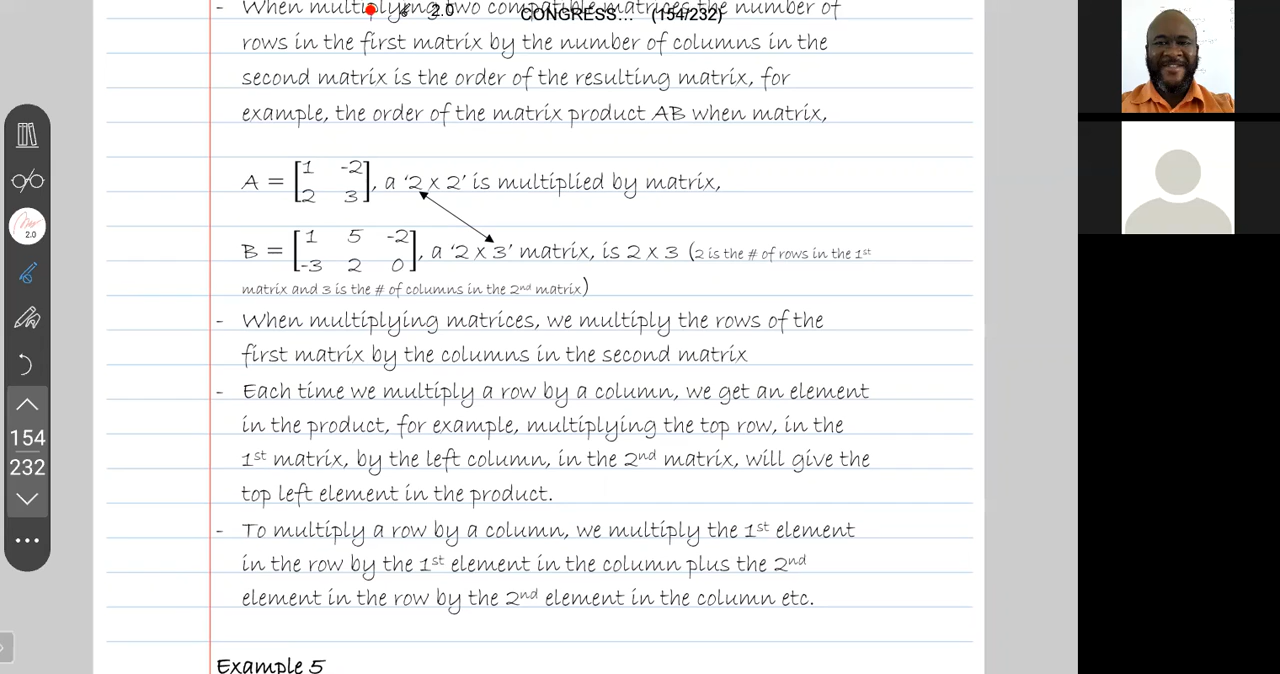 2.0 CONGRESS... (154/232)
- When multiplying two compatible matrices the number of
rows in the first matrix by the number of columns in the
second matrix is the order of the resulting matrix, for
example, the order of the matrix product AB when matrix,
A = [1 -2
2 3], a '2 x 2' is multiplied by matrix,
B = [1 5 -2
-3 2 0], a '2 x 3' matrix, is 2 x 3 (2 is the # of rows in the 1st
matrix and 3 is the # of columns in the 2nd matrix)
- When multiplying matrices, we multiply the rows of the
first matrix by the columns in the second matrix
- Each time we multiply a row by a column, we get an element
in the product, for example, multiplying the top row, in the
1st matrix, by the left column, in the 2nd matrix, will give the
top left element in the product.
- To multiply a row by a column, we multiply the 1st element
in the row by the 1st element in the column plus the 2nd
element in the row by the 2nd element in the column etc.
Example 5
2.0
154
232